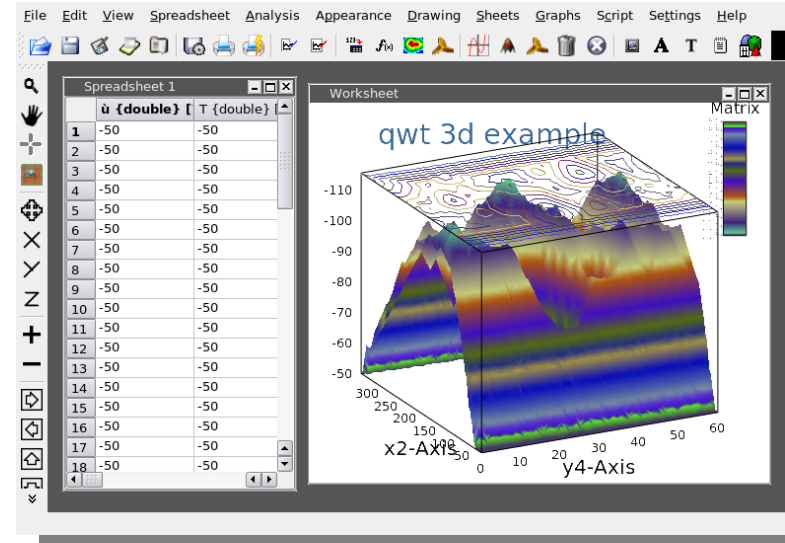 File Edit View Spreadsheet Analysis Appearance Drawing Sheets Graphs Script Settings Help
Spreadsheet 1
ù {double} [ T {double} [
1 -50 -50
2 -50 -50
3 -50 -50
4 -50 -50
5 -50 -50
6 -50 -50
7 -50 -50
8 -50 -50
9 -50 -50
10 -50 -50
11 -50 -50
12 -50 -50
13 -50 -50
14 -50 -50
15 -50 -50
16 -50 -50
17 -50 -50
18 -50 -50
Worksheet
Matrix
qwt 3d example
-110
-100
-90
-80
-70
-60
-50
300
250
200
150
100
50
x2-Axis
0 10 20 30 40 50 60
y4-Axis